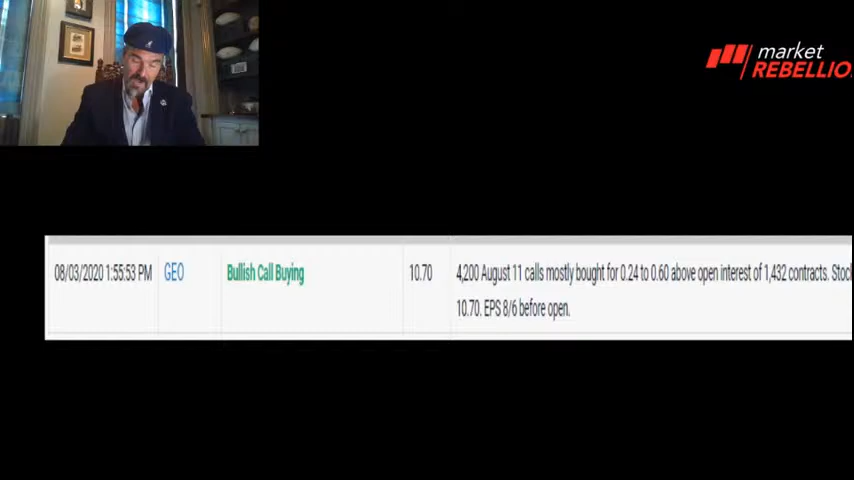 market
REBELLIO
08/03/2020 1:55:53 PM GEO Bullish Call Buying 10.70 4,200 August 11 calls mostly bought for 0.24 to 0.60 above open interest of 1,432 contracts. Stoc
10.70. EPS 8/6 before open.